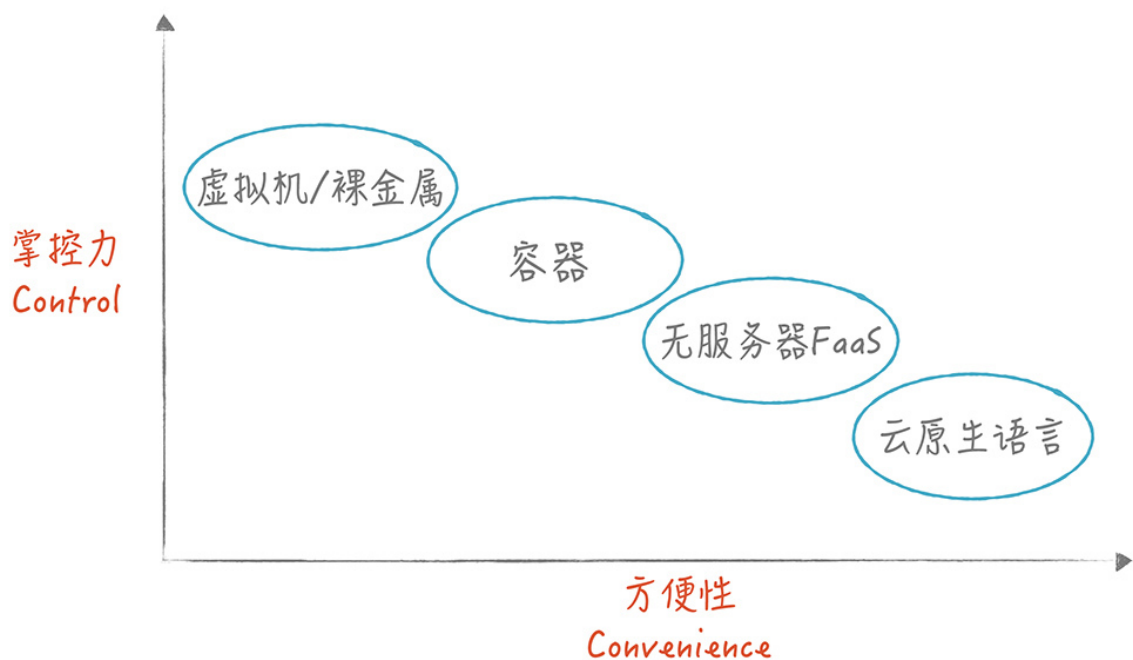 虚拟机/裸金属
容器
掌控力
Control
无服务器FaaS
云原生语言
方便性
Convenience